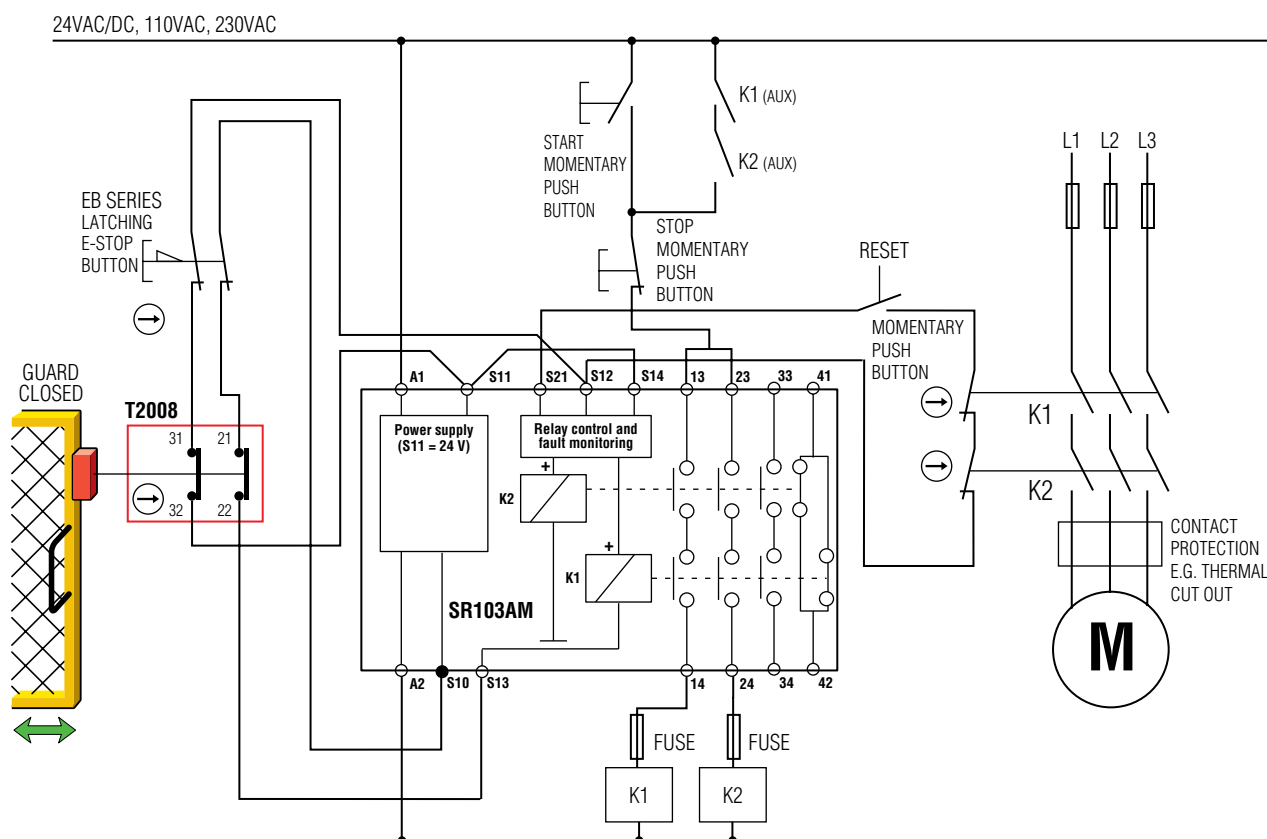 24VAC/DC, 110VAC, 230VAC
K1 (AUX)
K2 (AUX)
START
MOMENTARY
PUSH
BUTTON
L1 L2 L3
EB SERIES
LATCHING
E-STOP
BUTTON
STOP
MOMENTARY
PUSH
BUTTON
RESET
MOMENTARY
PUSH
BUTTON
GUARD
CLOSED
T2008
31 21
32 22
A1 S11 S21 S12 S14 13 23 33 41
Power supply
(S11 = 24 V)
Relay control and
fault monitoring
+
K2
+
K1
SR103AM
A2 S10 S13 14 24 34 42
K1
K2
CONTACT
PROTECTION
E.G. THERMAL
CUT OUT
M
FUSE FUSE
K1 K2